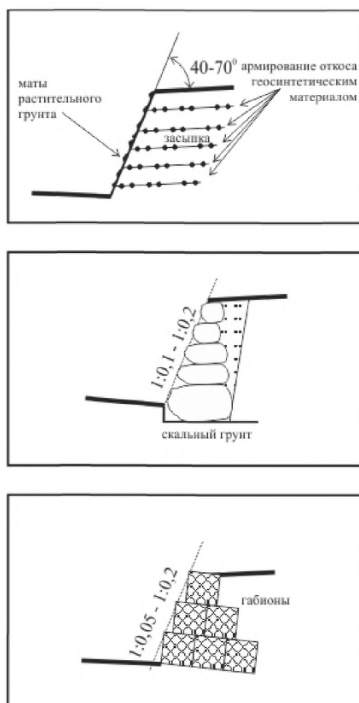 40-70⁰
армирование откоса
геосинтетическим
материалом
маты
растительного
грунта
засыпка
1:0,1 - 1:0,2
скальный грунт
1:0,05 - 1:0,2
габионы